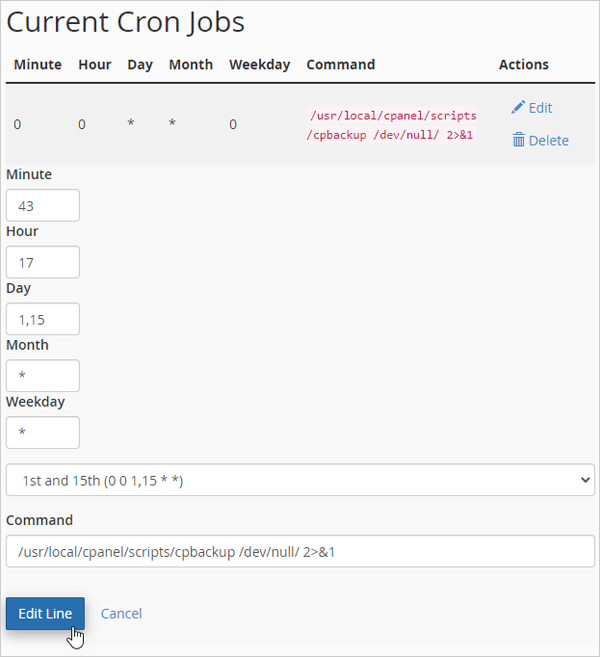 Current Cron Jobs
Minute Hour Day Month Weekday Command Actions
0 0 * * 0 /usr/local/cpanel/scripts
/cpbackup /dev/null/ 2>&1
Edit
Delete
Minute
43
Hour
17
Day
1,15
Month
*
Weekday
*
1st and 15th (0 0 1,15 * *)
Command
/usr/local/cpanel/scripts/cpbackup /dev/null/ 2>&1
Edit Line Cancel